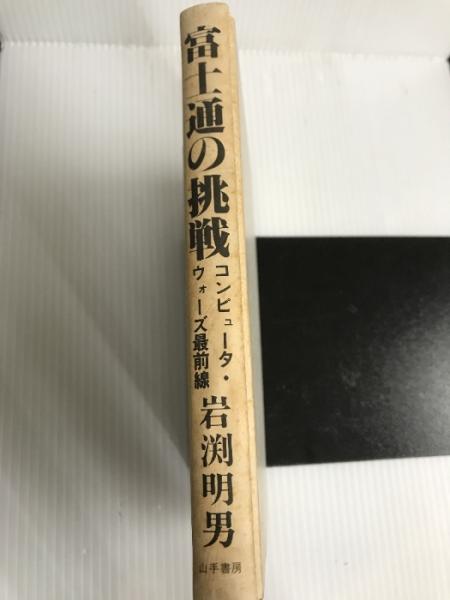 富士通の挑戦
コンピュータ・
ウォーズ最前線
岩渕明男
山手書房